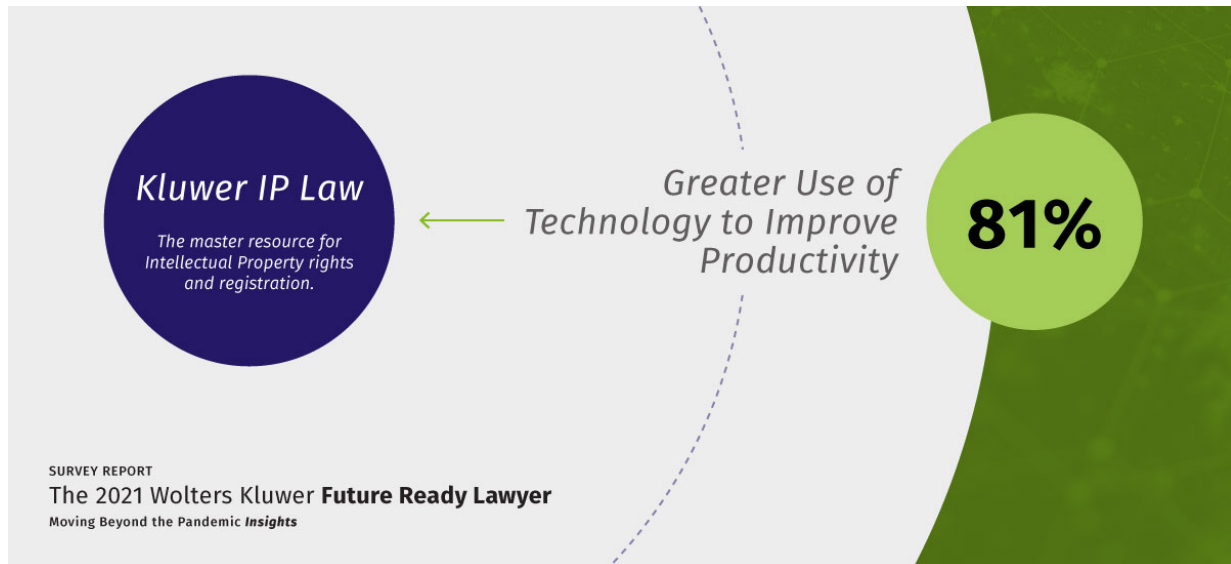 Kluwer IP Law
The master resource for
Intellectual Property rights
and registration.
Greater Use of
Technology to Improve
Productivity
81%
SURVEY REPORT
The 2021 Wolters Kluwer Future Ready Lawyer
Moving Beyond the Pandemic Insights